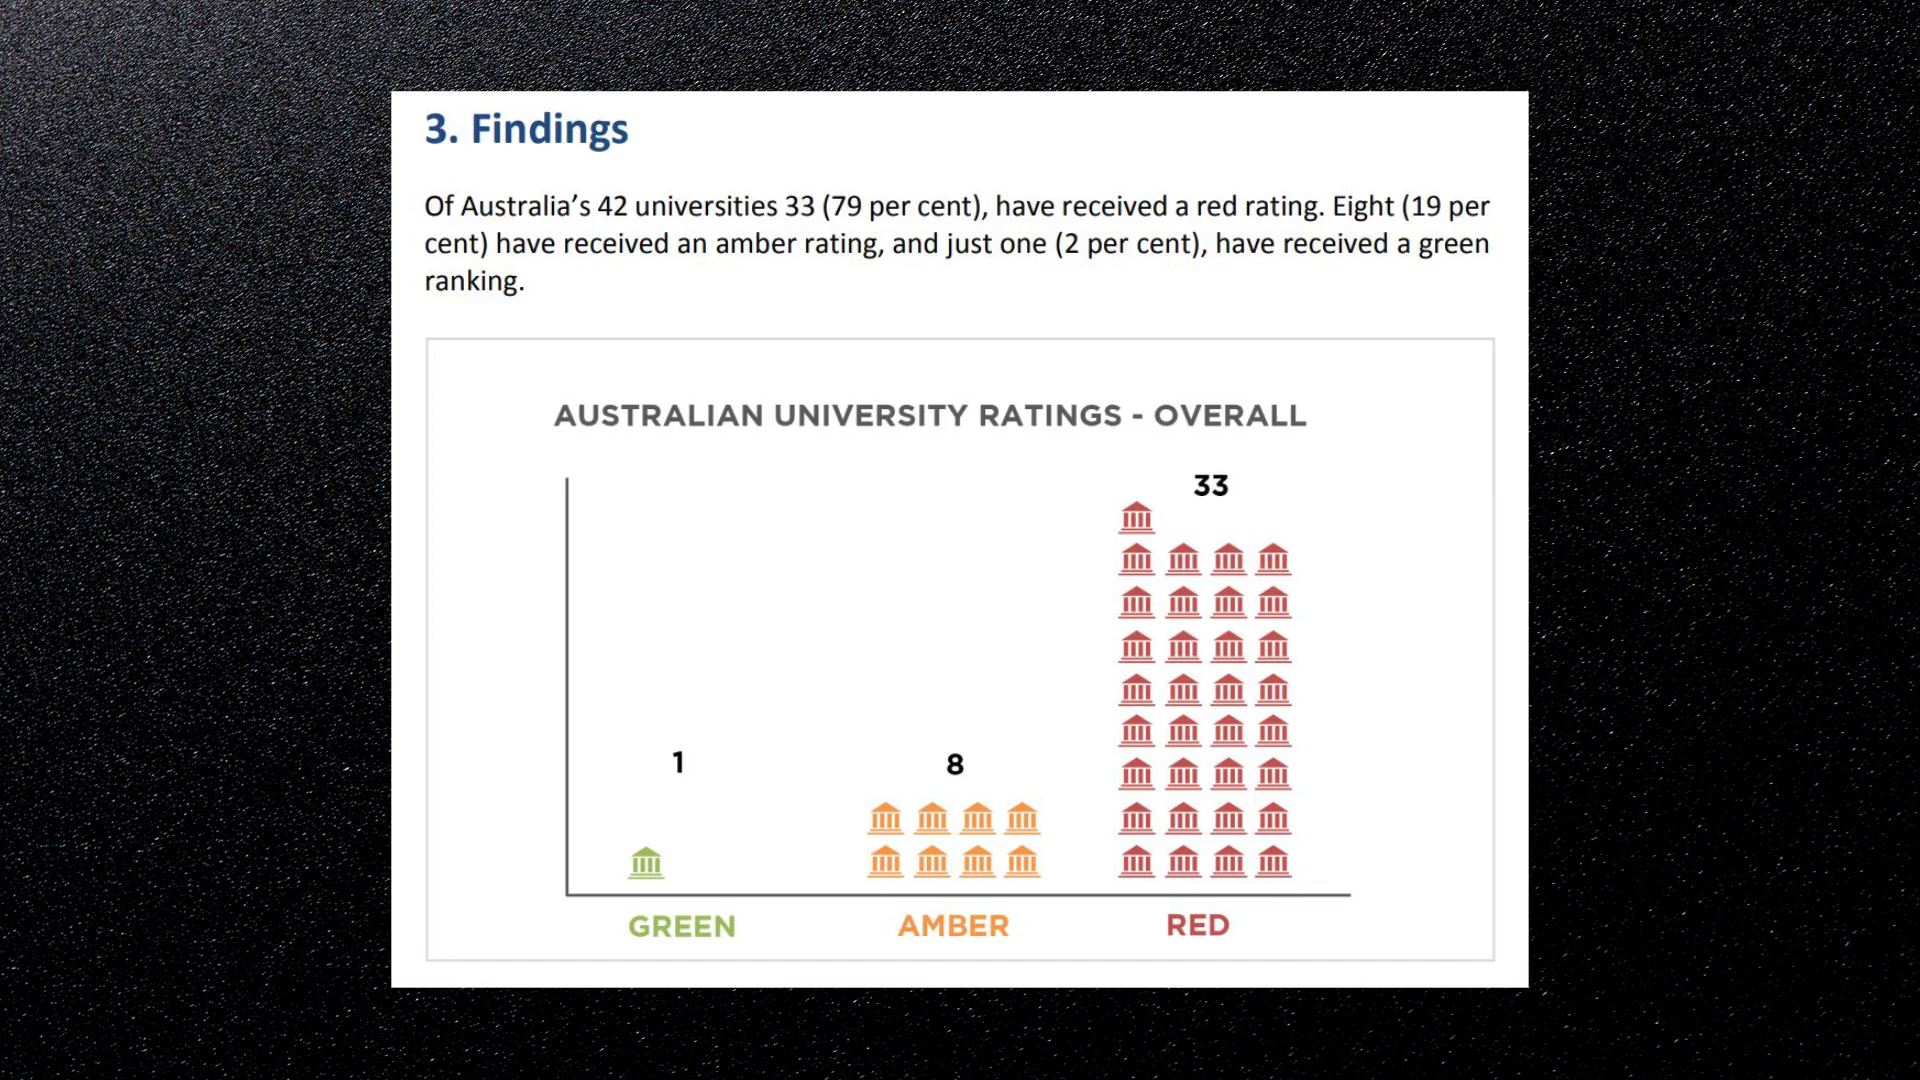 3. Findings
Of Australia’s 42 universities 33 (79 per cent), have received a red rating. Eight (19 per
cent) have received an amber rating, and just one (2 per cent), have received a green
ranking.
AUSTRALIAN UNIVERSITY RATINGS - OVERALL
33
1
8
GREEN
AMBER
RED